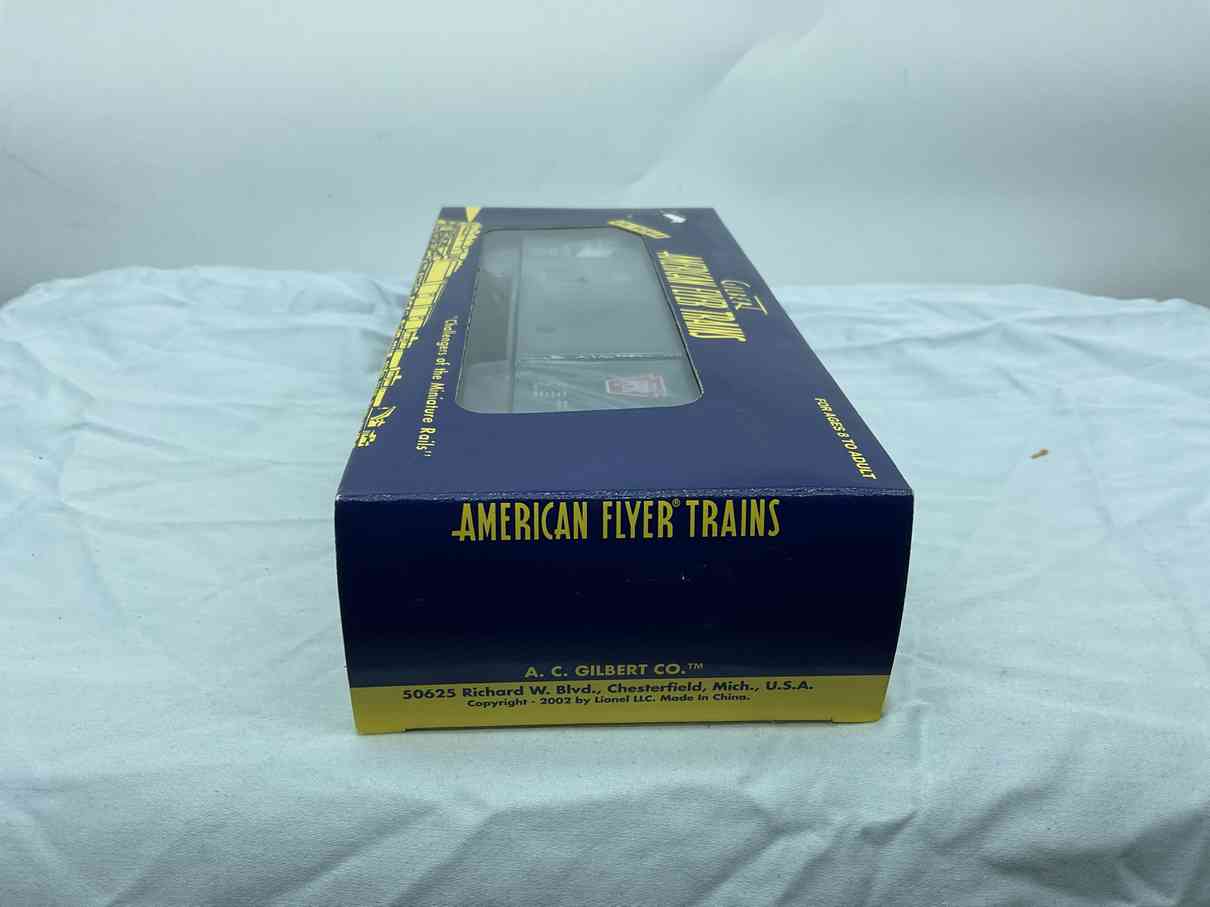 Gilbert
AMERICAN FLYER TRAINS
"Challengers of the Miniature Rails"
FOR AGES 8 TO ADULT
AMERICAN FLYER® TRAINS
A. C. GILBERT CO.™
50625 Richard W. Blvd., Chesterfield, Mich., U.S.A.
Copyright - 2002 by Lionel LLC. Made in China.